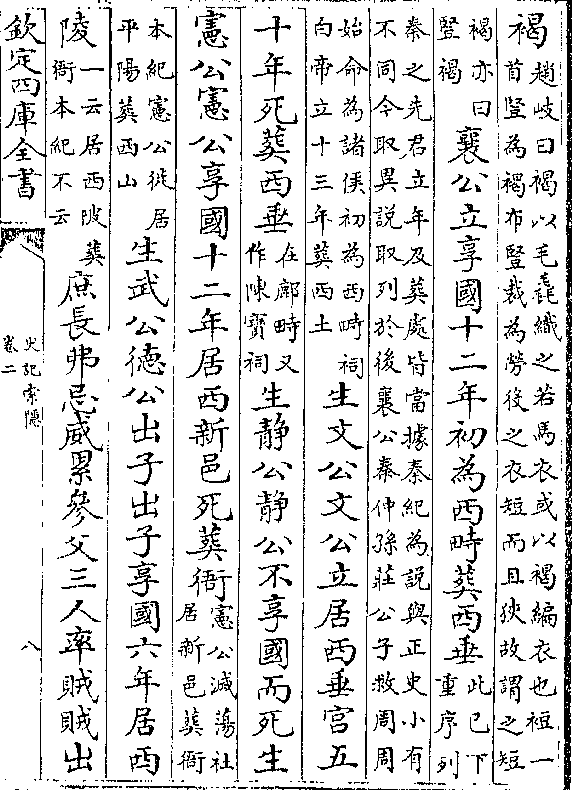 褐趙岐曰褐以毛毳織之若馬衣或以褐編衣也裋一首豎為褐布豎裁為勞役之衣短而且狹故謂之短
褐亦曰豎褐襄公立享國十二年初為西畤葬西垂此已下重序列
秦之先君立年及葬處皆當據秦紀為說與正史小有不同今取異說取列於後襄公秦仲孫莊公子救周周
始命為諸侯初為西畤祠白帝立十三年葬西土生文公文公立居西垂宮五
十年死葬西垂在鄜畤又作陳寳祠生静公静公不享國而死生
憲公憲公享國十二年居西新邑死葬衙憲公滅蕩社居新邑葬衙
本紀憲公徙居平陽葬西山生武公徳公出子出子享國六年居西
陵一云居西陂葬衙本紀不云庶長弗忌威累參父三人率賊賊出
欽定四庫全書
史記索隱
卷二
八